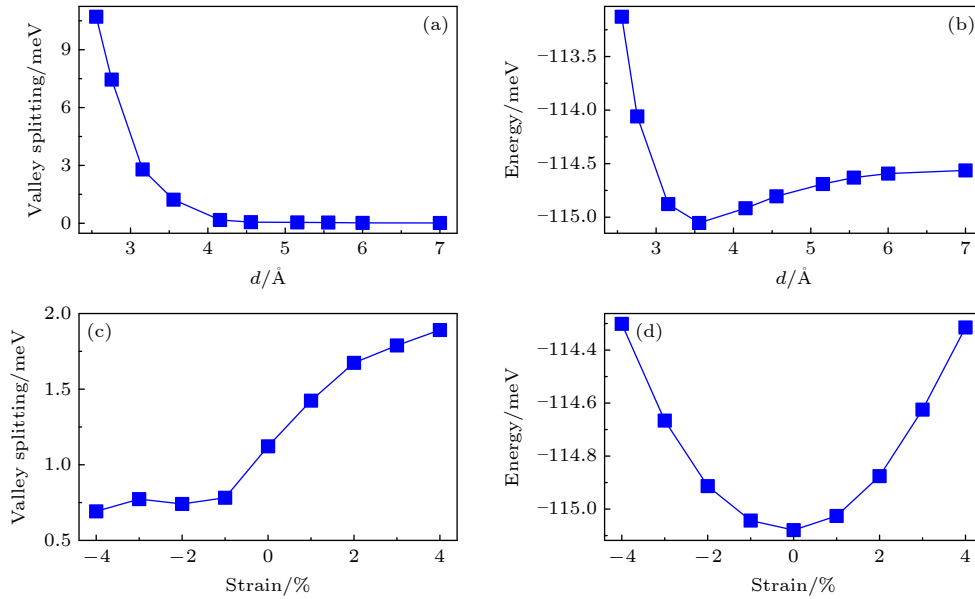 (a)
Valley splitting/meV
9
6
3
0
3 4 5 6 7
d/Å
(b)
Energy/meV
−113.5
−114.0
−114.5
−115.0
3 4 5 6 7
d/Å
(c)
Valley splitting/meV
2.0
1.5
1.0
0.5
−4 −2 0 2 4
Strain/%
(d)
Energy/meV
−114.4
−114.6
−114.8
−115.0
−4 −2 0 2 4
Strain/%